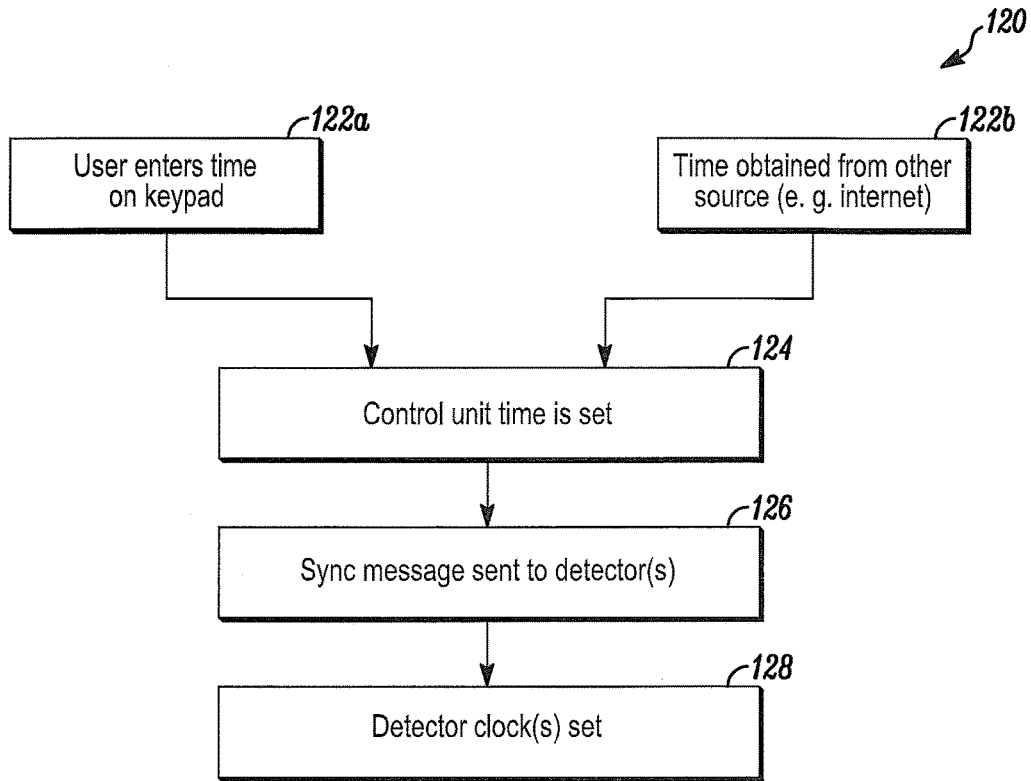 120
122a
User enters time
on keypad
122b
Time obtained from other
source (e. g. internet)
124
Control unit time is set
126
Sync message sent to detector(s)
128
Detector clock(s) set